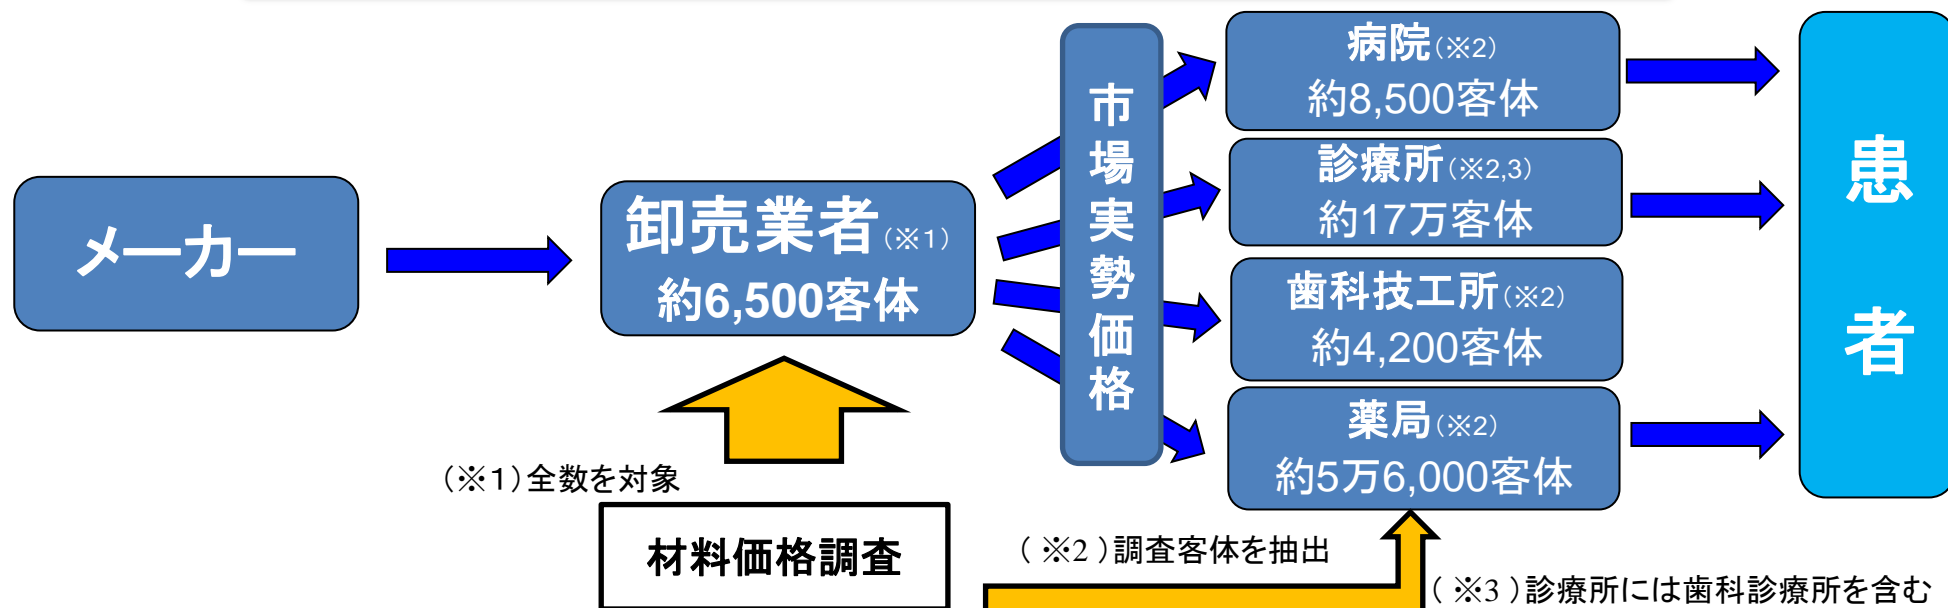 メーカー
卸売業者(※1)
約6,500客体
市場実勢価格
病院(※2)
約8,500客体
診療所(※2,3)
約17万客体
歯科技工所(※2)
約4,200客体
薬局(※2)
約5万6,000客体
患者
(※1)全数を対象
材料価格調査
( ※2 )調査客体を抽出
( ※3 )診療所には歯科診療所を含む